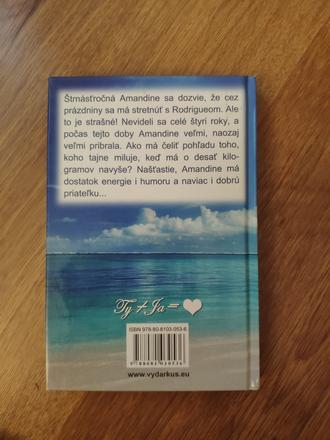 Štrnásťročná Amandine sa dozvie, že cez
prázdniny sa má stretnúť s Rodrigueom. Ale
to je strašné! Nevideli sa celé štyri roky, a
počas tejto doby Amandine veľmi, naozaj
veľmi pribrala. Ako má čeliť pohľadu toho,
koho tajne miluje, keď má o desať kilo-
gramov navyše? Našťastie, Amandine má
dostatok energie i humoru a naviac i dobrú
priateľku...
Ty + Ja =
ISBN 978-80-8103-053-6
9 788081 030536
www.vydarkus.eu